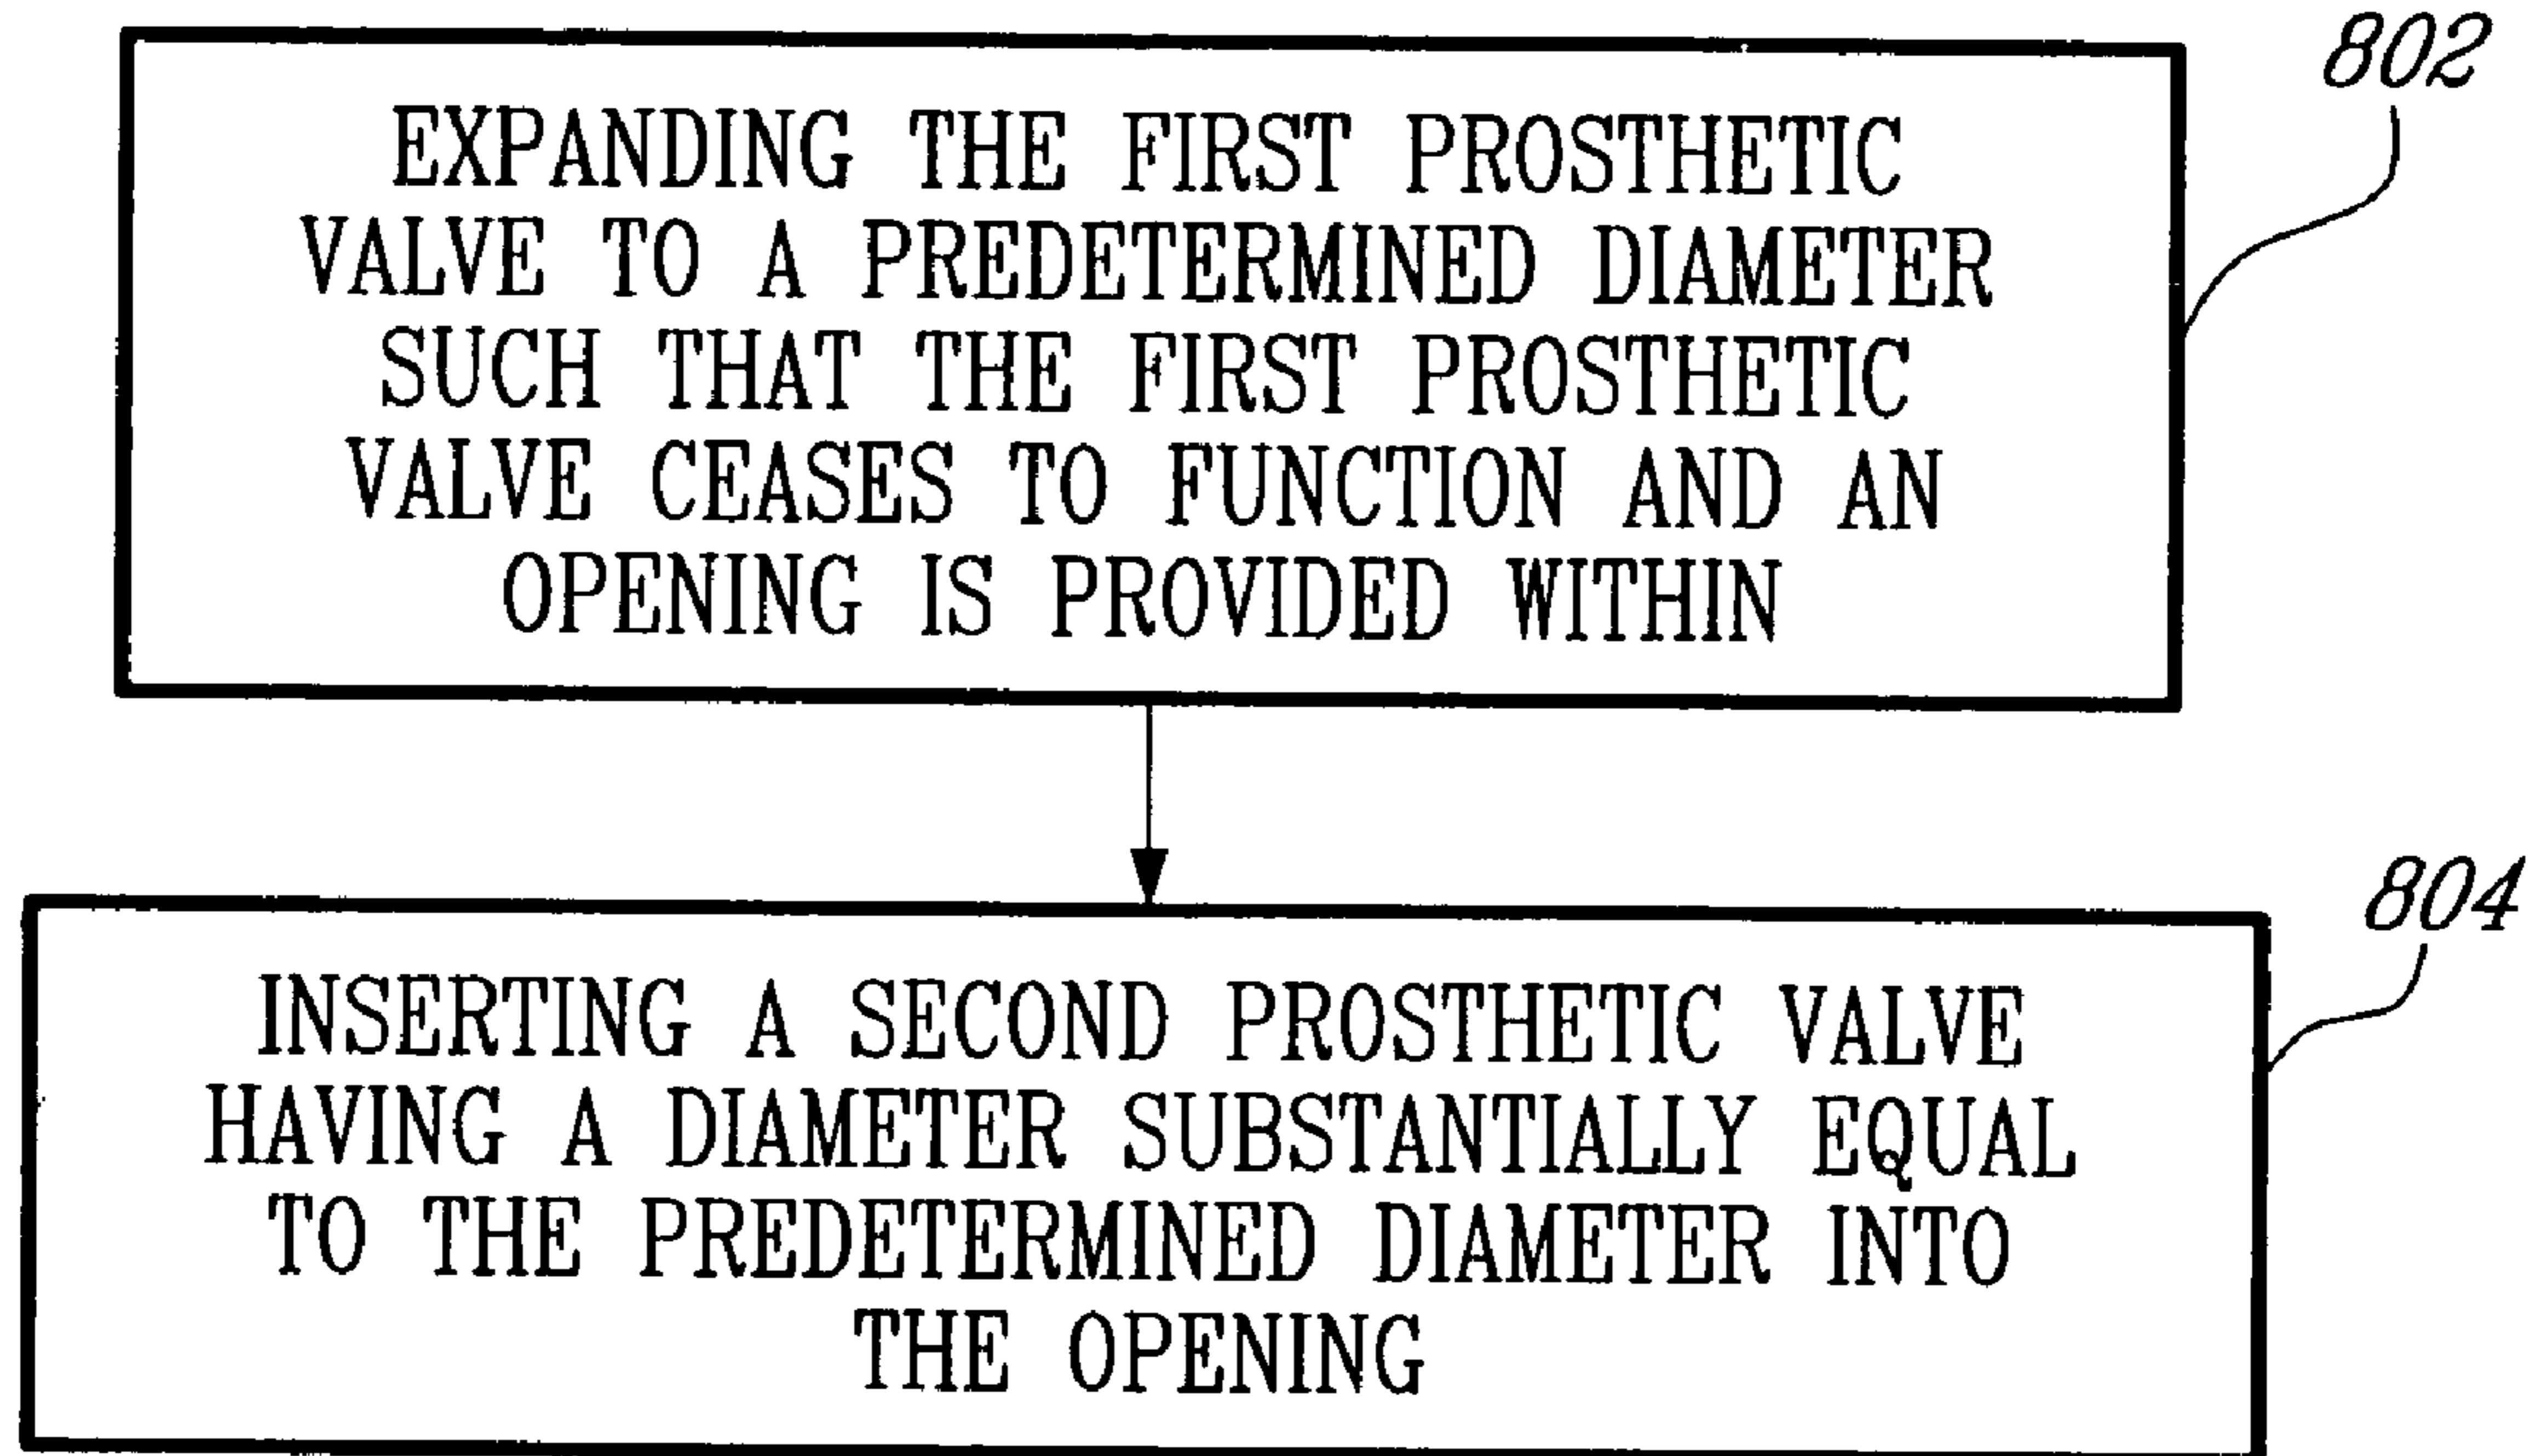 802
EXPANDING THE FIRST PROSTHETIC
VALVE TO A PREDETERMINED DIAMETER
SUCH THAT THE FIRST PROSTHETIC
VALVE CEASES TO FUNCTION AND AN
OPENING IS PROVIDED WITHIN
804
INSERTING A SECOND PROSTHETIC VALVE
HAVING A DIAMETER SUBSTANTIALLY EQUAL
TO THE PREDETERMINED DIAMETER INTO
THE OPENING